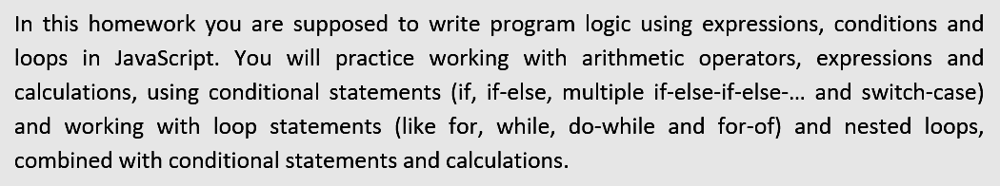 In this homework you are supposed to write program logic using expressions, conditions and
loops in JavaScript. You will practice working with arithmetic operators, expressions and
calculations, using conditional statements (if, if-else, multiple if-else-if-else-... and switch-case)
and working with loop statements (like for, while, do-while and for-of) and nested loops,
combined with conditional statements and calculations.